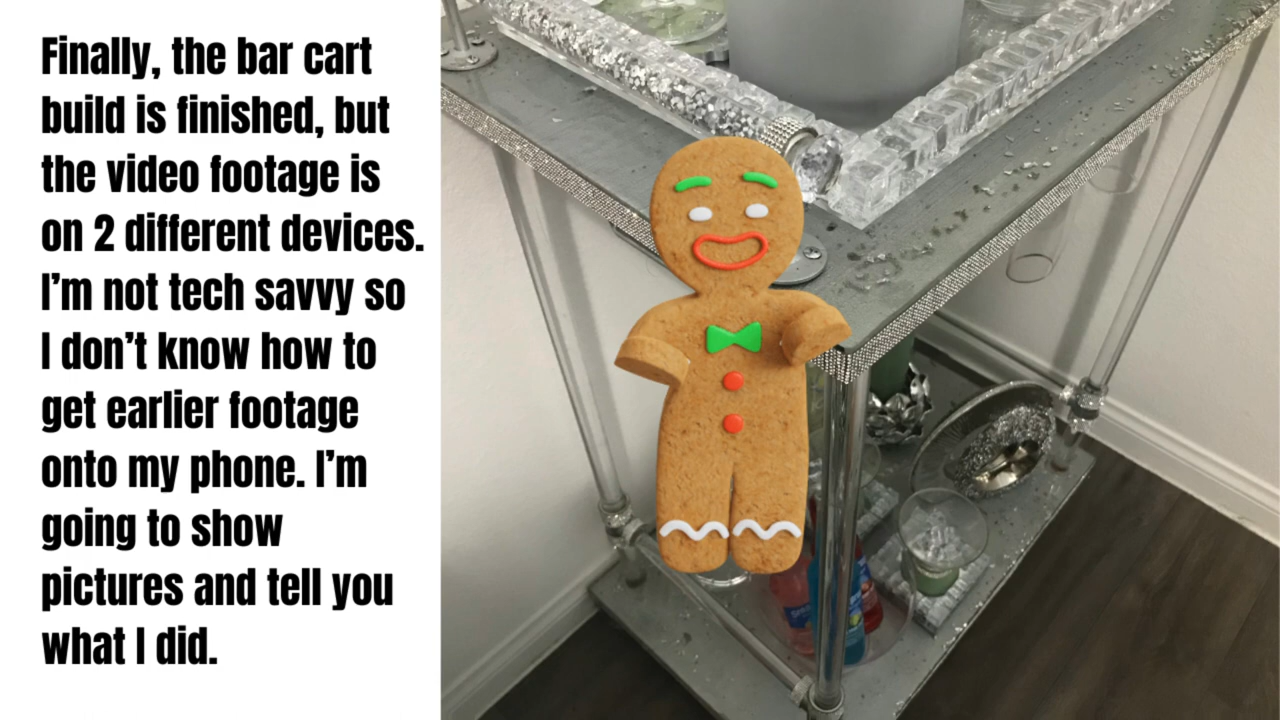 Finally, the bar cart
build is finished, but
the video footage is
on 2 different devices.
I'm not tech savvy so
I don't know how to
get earlier footage
onto my phone. I'm
going to show
pictures and tell you
what I did.